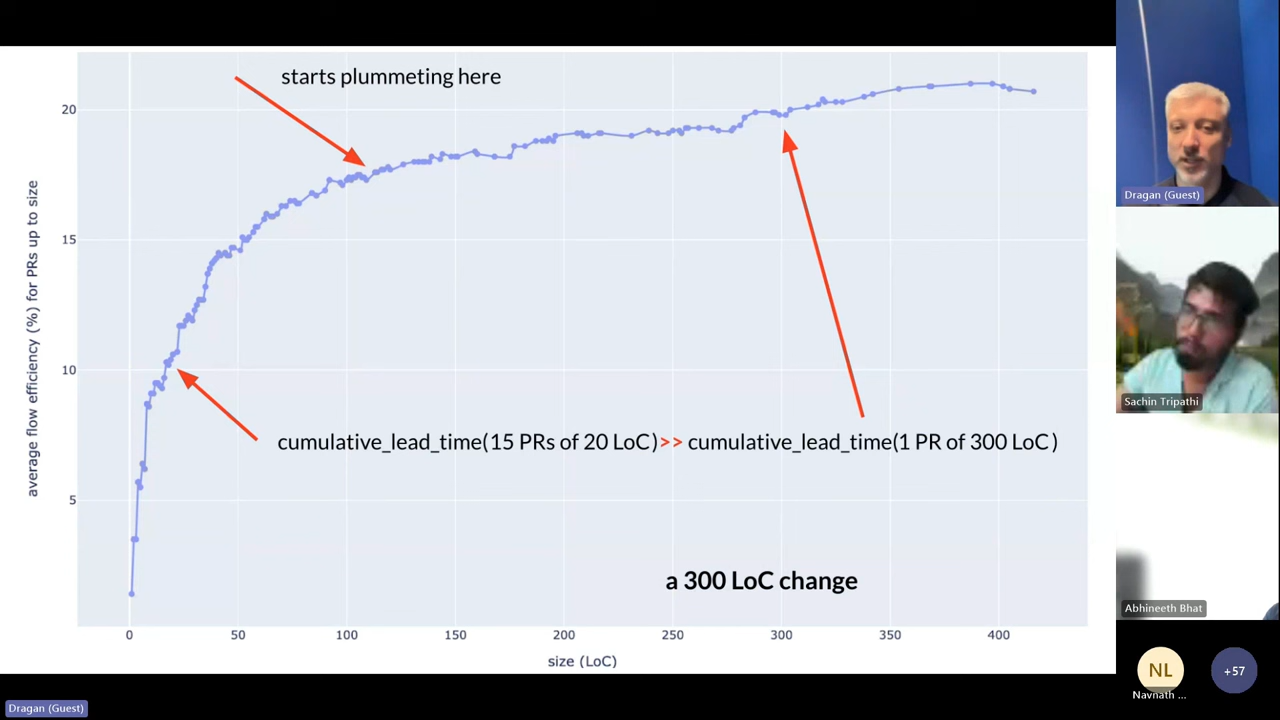 starts plummeting here
20
15
10
5
average flow efficiency (%) for PRs up to size
cumulative_lead_time(15 PRs of 20 LoC)>> cumulative_lead_time(1 PR of 300 LoC)
a 300 LoC change
0 50 100 150 200 250 300 350 400
size (LoC)
Dragan (Guest)
Sachin Tripathi
Abhineeth Bhat
NL
Navnath ...
+57
Dragan (Guest)